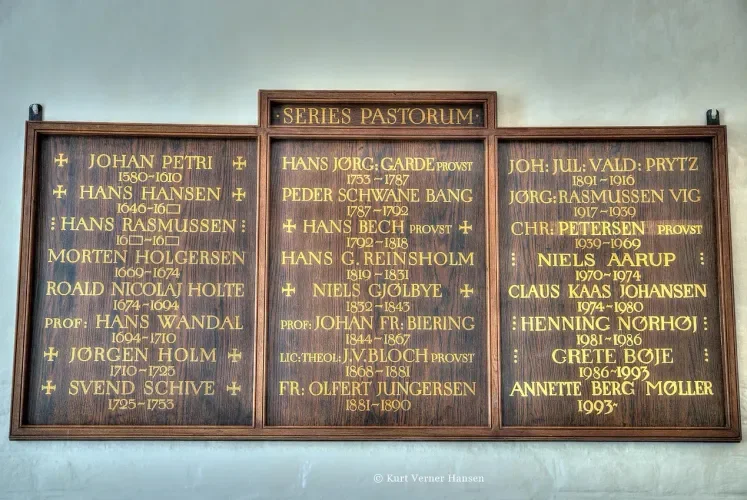 SERIES PASTORUM
JOHAN PETRI
1580-1610
HANS HANSEN
1646-16□
HANS RASMUSSEN
16□-16□
MORTEN HOLGERSEN
1669-1674
ROALD NICOLAJ HOLTE
1674-1694
PROF: HANS WANDAL
1694-1710
JØRGEN HOLM
1710-1725
SVEND SCHIVE
1725-1753
HANS JØRG: GARDE PROVST
1753-1787
PEDER SCHWANE BANG
1787-1792
HANS BECH PROVST
1792-1818
HANS G. REINSHOLM
1819-1831
NIELS GJØLBYE
1832-1843
PROF: JOHAN FR: BIERING
1844-1867
LIC: THEOL: J.V. BLOCH PROVST
1868-1881
FR: OLFERT JUNGERSEN
1881-1890
JOH: JUL: VALD: PRYTZ
1891-1916
JØRG: RASMUSSEN VIG
1917-1939
CHR: PETERSEN PROVST
1939-1969
NIELS AARUP
1970-1974
CLAUS KAAS JOHANSEN
1974-1980
HENNING NØRHØJ
1981-1986
GRETE BØJE
1986-1993
ANNETTE BERG MØLLER
1993-
© Kurt Verner Hansen